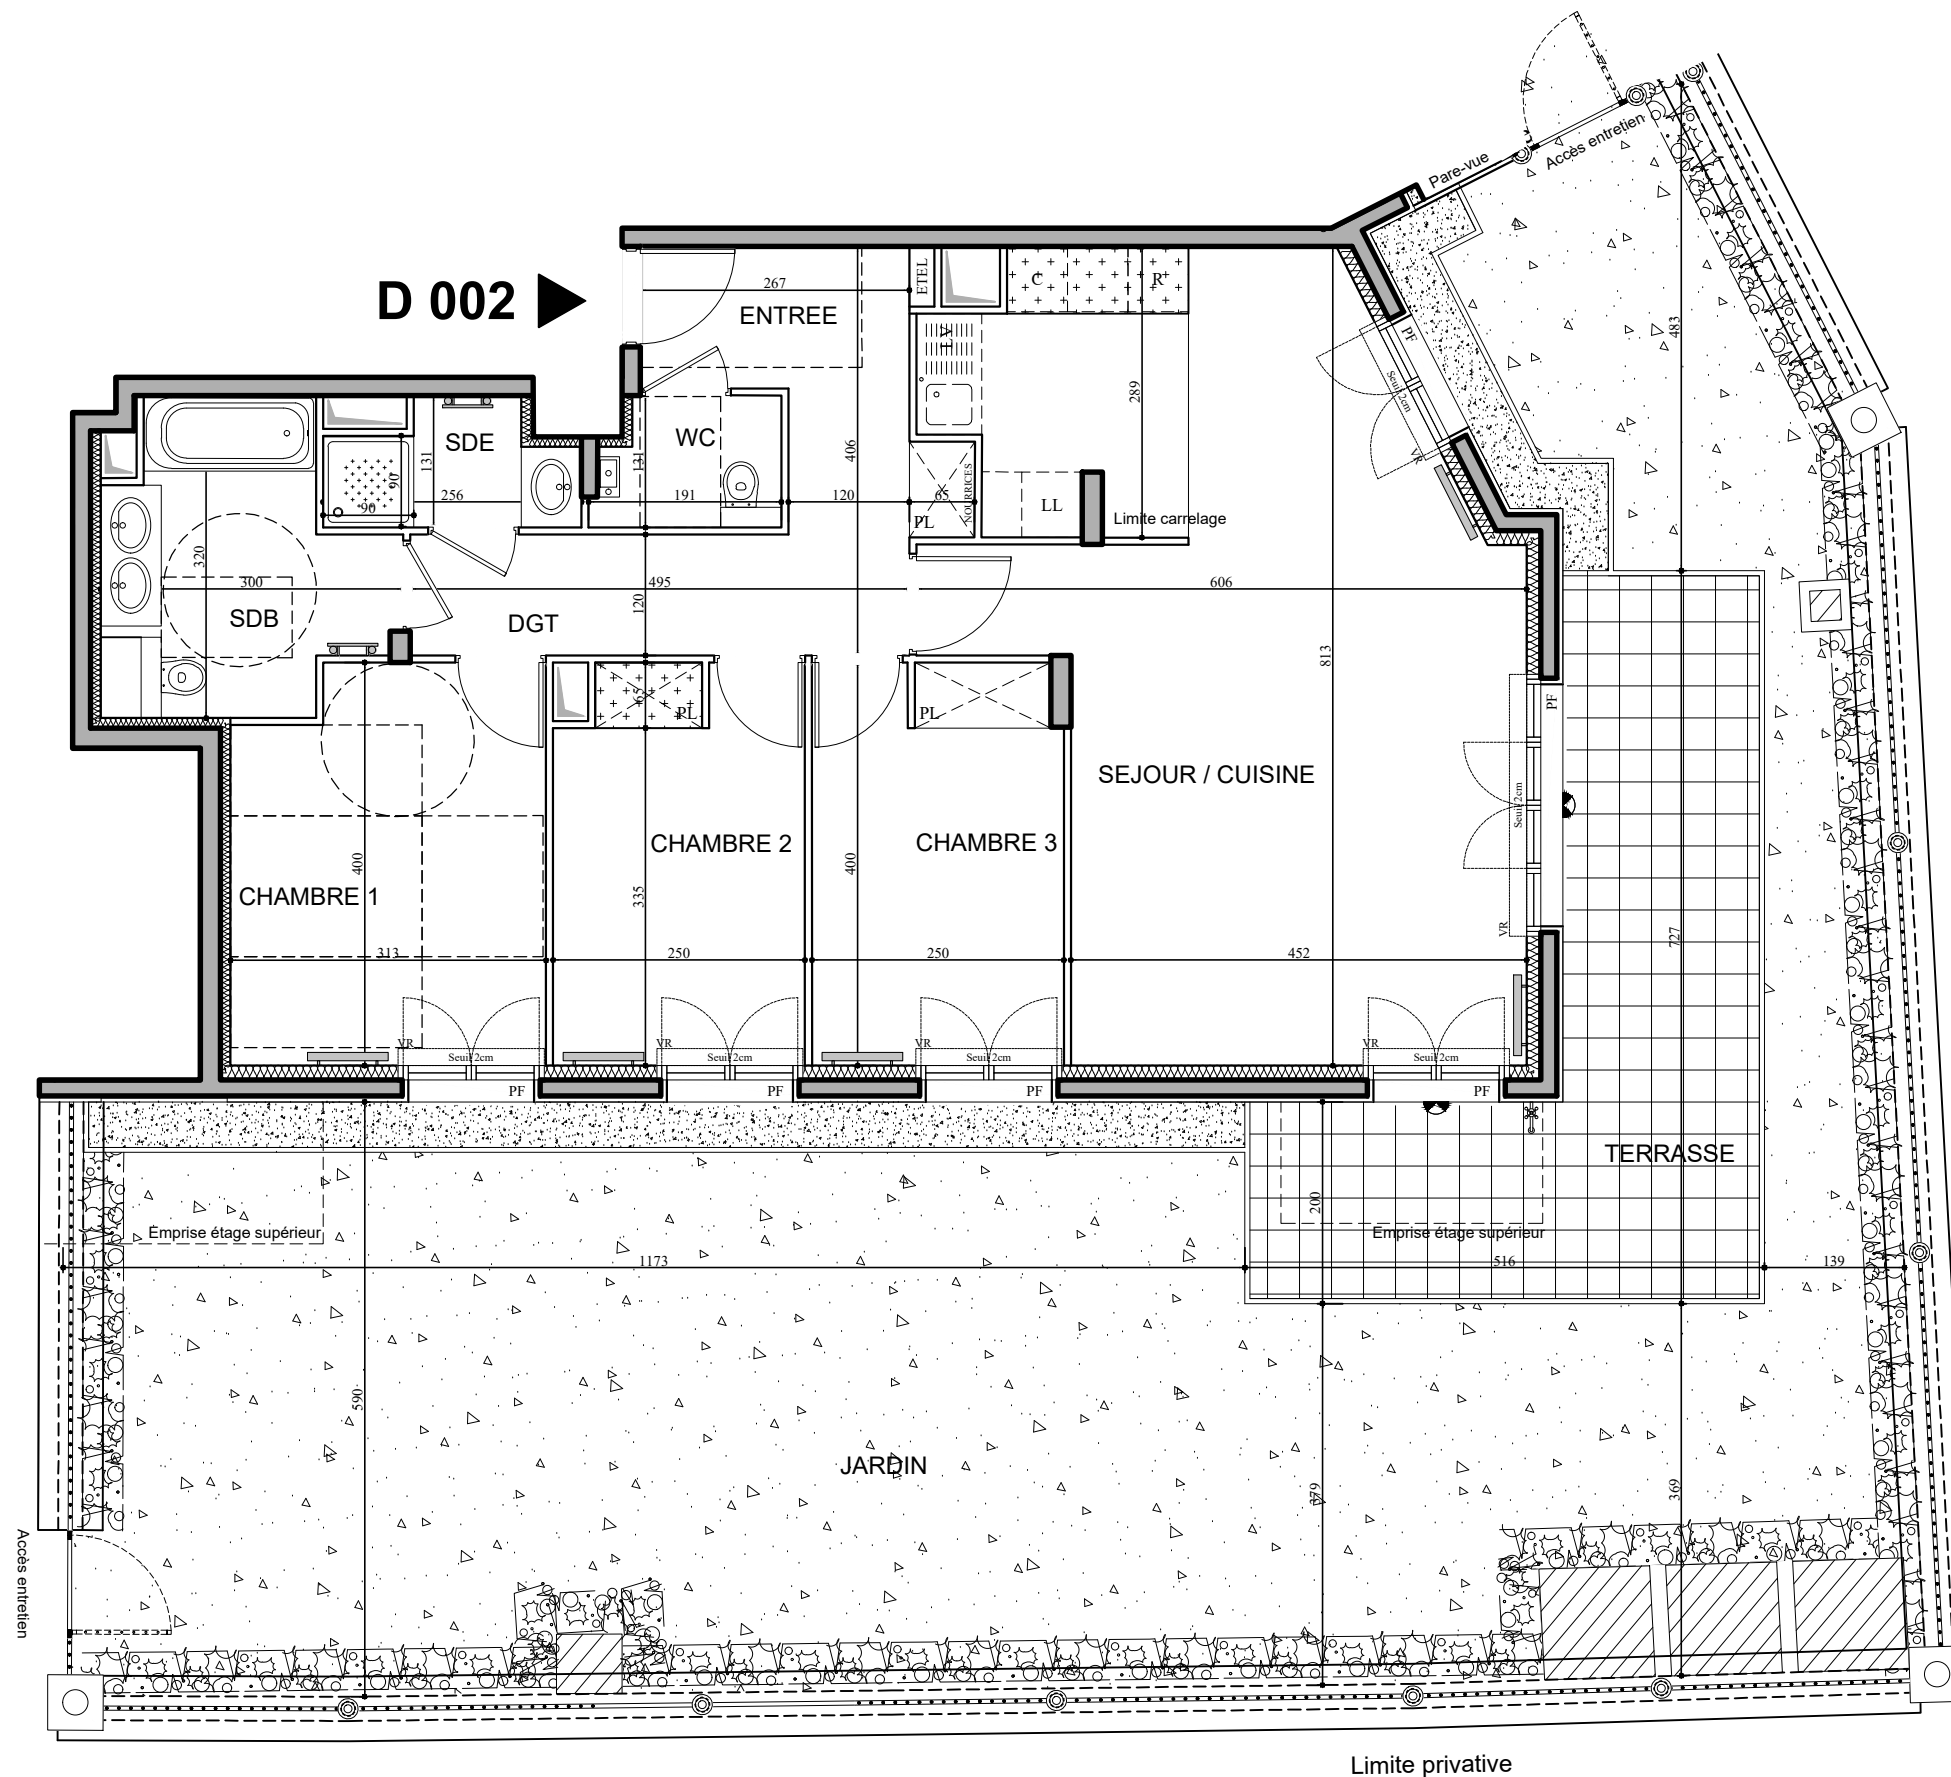 Pare-vue
Accès entretien
D 002
267
ENTREE
ETEL
C
R
LV
PF
Seuil 2cm
VR
483
289
406
SDE
WC
131
131
90
90
256
191
120
65
PL
NOURRICES
LL
Limite carrelage
320
300
SDB
495
120
DGT
606
813
65
PL
PL
PF
SEJOUR / CUISINE
Seuil 2cm
VR
CHAMBRE 1
400
CHAMBRE 2
335
400
CHAMBRE 3
313
250
250
452
727
VR
Seuil 2cm
PF
VR
Seuil 2cm
PF
VR
Seuil 2cm
PF
VR
Seuil 2cm
PF
TERRASSE
200
Emprise étage supérieur
Emprise étage supérieur
1173
516
139
590
JARDIN
379
369
Accès entretien
Limite privative